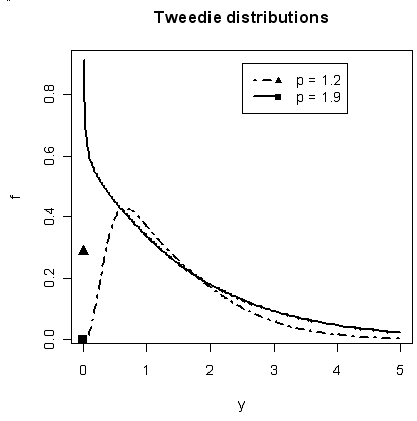 Tweedie distributions
p = 1.2
p = 1.9
f
0.8
0.6
0.4
0.2
0.0
0 1 2 3 4 5
y